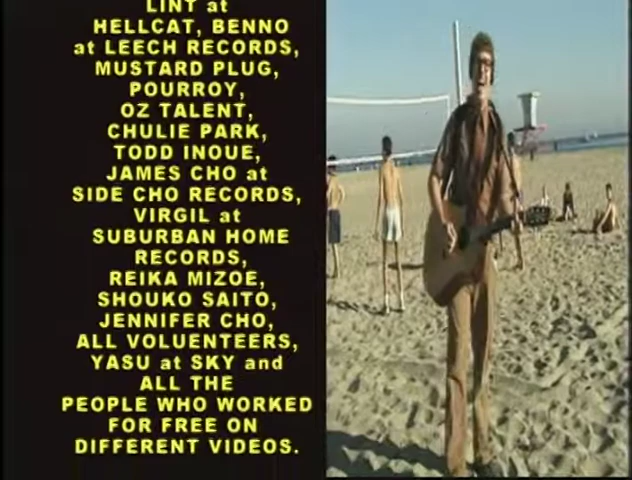 LINT at
HELLCAT, BENNO
at LEECH RECORDS,
MUSTARD PLUG,
POURROY,
OZ TALENT,
CHULIE PARK,
TODD INOUE,
JAMES CHO at
SIDE CHO RECORDS,
VIRGIL at
SUBURBAN HOME
RECORDS,
REIKA MIZOE,
SHOUKO SAITO,
JENNIFER CHO,
ALL VOLUENTEERS,
YASU at SKY and
ALL THE
PEOPLE WHO WORKED
FOR FREE ON
DIFFERENT VIDEOS.